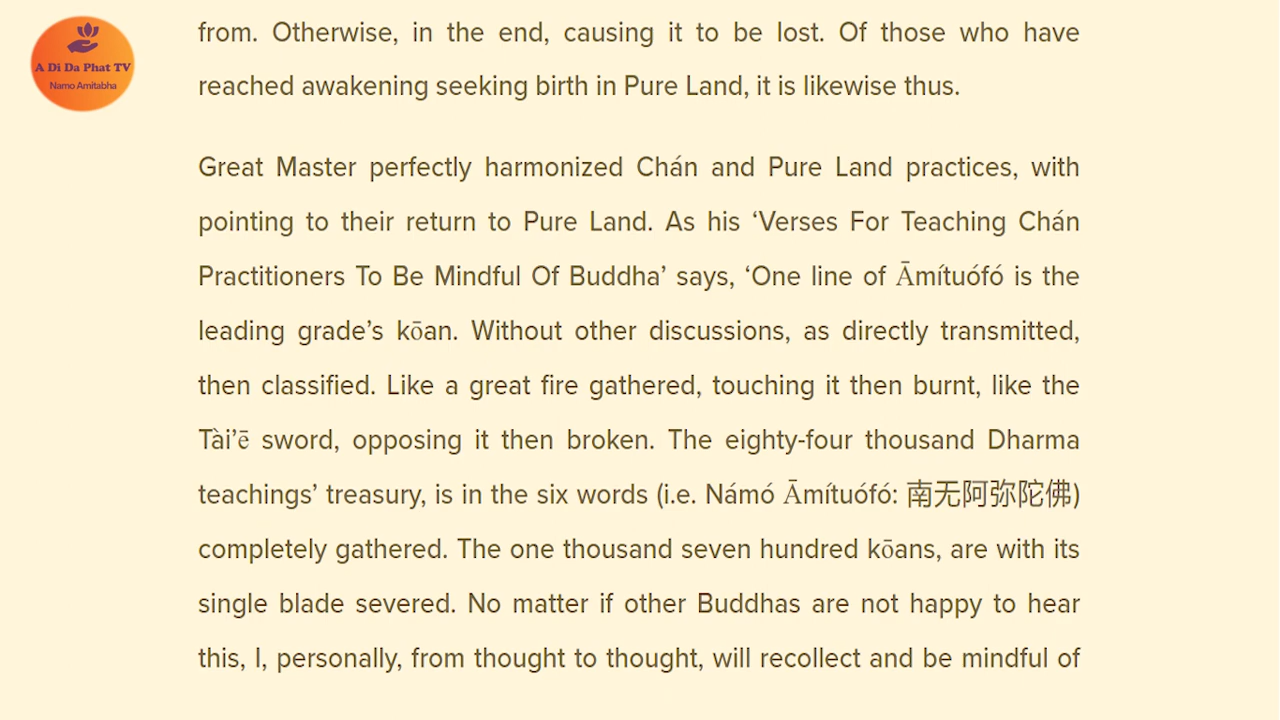 A Di Da Phat TV
Namo Amitabha
from. Otherwise, in the end, causing it to be lost. Of those who have
reached awakening seeking birth in Pure Land, it is likewise thus.
Great Master perfectly harmonized Chán and Pure Land practices, with
pointing to their return to Pure Land. As his ‘Verses For Teaching Chán
Practitioners To Be Mindful Of Buddha’ says, ‘One line of Āmítuófó is the
leading grade’s kōan. Without other discussions, as directly transmitted,
then classified. Like a great fire gathered, touching it then burnt, like the
Tài’ē sword, opposing it then broken. The eighty-four thousand Dharma
teachings’ treasury, is in the six words (i.e. Námó Āmítuófó: 南无阿弥陀佛)
completely gathered. The one thousand seven hundred kōans, are with its
single blade severed. No matter if other Buddhas are not happy to hear
this, I, personally, from thought to thought, will recollect and be mindful of